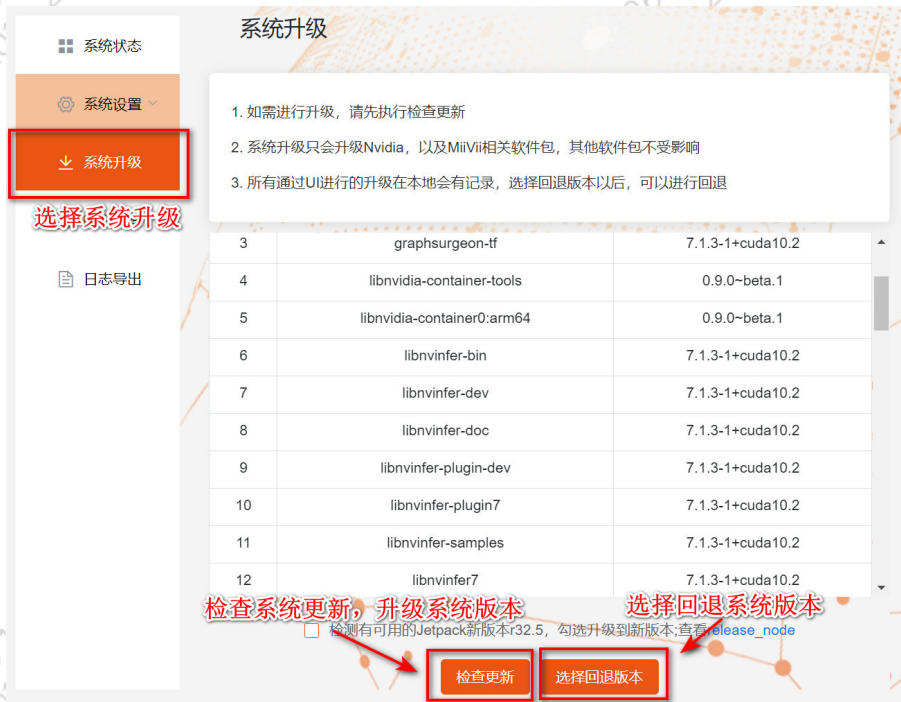 系统升级
系统状态
系统设置
系统升级
选择系统升级
日志导出
1. 如需进行升级，请先执行检查更新
2. 系统升级只会升级Nvidia，以及MiiVii相关软件包，其他软件包不受影响
3. 所有通过UI进行的升级在本地会有记录，选择回退版本以后，可以进行回退
3 graphsurgeon-tf 7.1.3-1+cuda10.2
4 libnvidia-container-tools 0.9.0~beta.1
5 libnvidia-container0:arm64 0.9.0~beta.1
6 libnvinfer-bin 7.1.3-1+cuda10.2
7 libnvinfer-dev 7.1.3-1+cuda10.2
8 libnvinfer-doc 7.1.3-1+cuda10.2
9 libnvinfer-plugin-dev 7.1.3-1+cuda10.2
10 libnvinfer-plugin7 7.1.3-1+cuda10.2
11 libnvinfer-samples 7.1.3-1+cuda10.2
12 libnvinfer7 7.1.3-1+cuda10.2
检查系统更新，升级系统版本
选择回退系统版本
检测有可用的Jetpack新版本r32.5，勾选升级到新版本;查看release_node
检查更新
选择回退版本